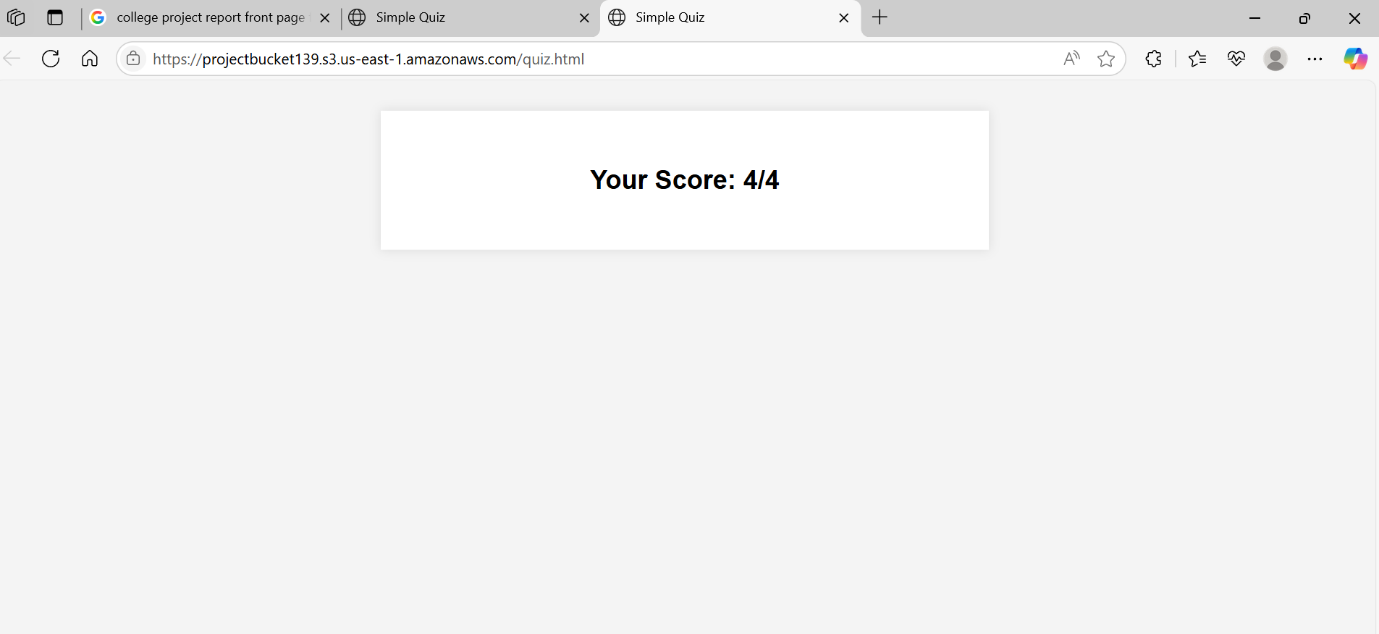 college project report front page
Simple Quiz
Simple Quiz
https://projectbucket139.s3.us-east-1.amazonaws.com/quiz.html
Your Score: 4/4